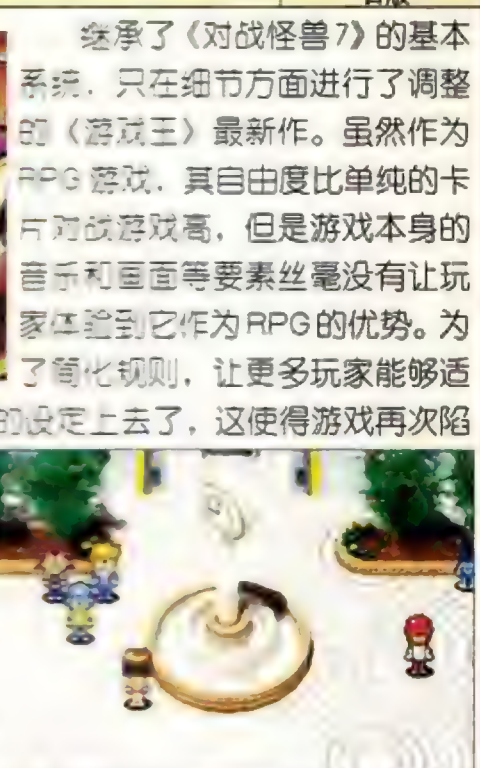 继承了《对战怪兽7》的基本
系统，只在细节方面进行了调整
的《游戏王》最新作。虽然作为
RPG游戏，其自由度比单纯的卡
片对战游戏高，但是游戏本身的
音乐和画面等要素丝毫没有让玩
家体验到它作为RPG的优势。为
了简化规则，让更多玩家能够适
的设定上去了，这使得游戏再次陷